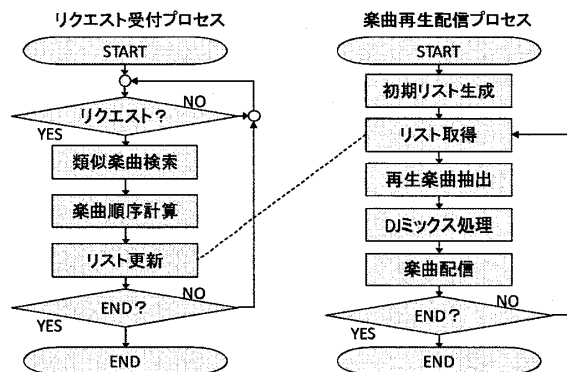 リクエスト受付プロセス
START
リクエスト?
NO
YES
類似楽曲検索
楽曲順序計算
リスト更新
END?
NO
YES
END
楽曲再生配信プロセス
START
初期リスト生成
リスト取得
再生楽曲抽出
DJミックス処理
楽曲配信
END?
NO
YES
END